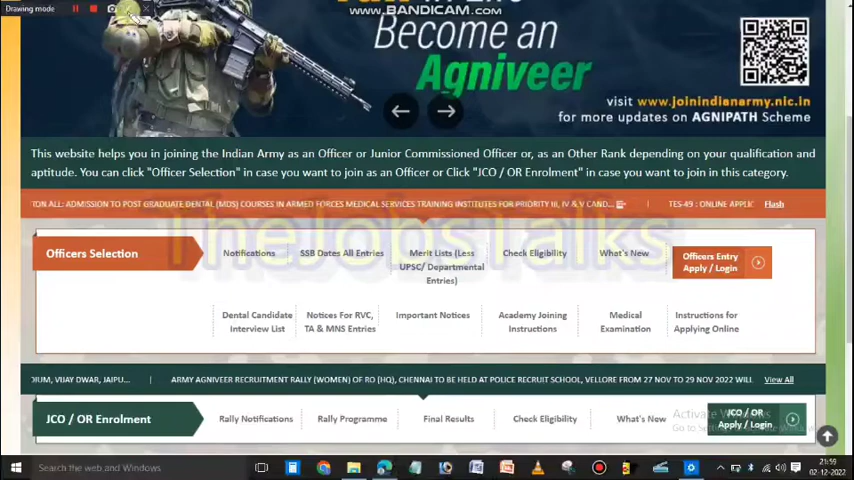 Drawing mode
WWW.BANDICAM.COM
Become an
Agniveer
visit www.joinindianarmy.nic.in
for more updates on AGNIPATH Scheme
This website helps you in joining the Indian Army as an Officer or Junior Commissioned Officer or, as an Other Rank depending on your qualification and
aptitude. You can click "Officer Selection" in case you want to join as an Officer or Click "JCO / OR Enrolment" in case you want to join in this category.
TON ALL: ADMISSION TO POST GRADUATE DENTAL (MDS) COURSES IN ARMED FORCES MEDICAL SERVICES TRAINING INSTITUTES FOR PRIORITY III, IV & V CAND... | TES-49 : ONLINE APPLIC Flash
TheJobsTalks
Officers Selection
Notifications
SSB Dates All Entries
Merit Lists (Less
UPSC/ Departmental
Entries)
Check Eligibility
What's New
Officers Entry
Apply / Login
Dental Candidate
Interview List
Notices For RVC,
TA & MNS Entries
Important Notices
Academy Joining
Instructions
Medical
Examination
Instructions for
Applying Online
DIUM, VIJAY DWAR, JAIPU... | ARMY AGNIVEER RECRUITMENT RALLY (WOMEN) OF RO (HQ), CHENNAI TO BE HELD AT POLICE RECRUIT SCHOOL, VELLORE FROM 27 NOV TO 29 NOV 2022 WILL View All
JCO / OR Enrolment
Rally Notifications
Rally Programme
Final Results
Check Eligibility
What's New
JCO / OR
Apply / Login
Activate Windows
Search the web and Windows
21:59
02-12-2022